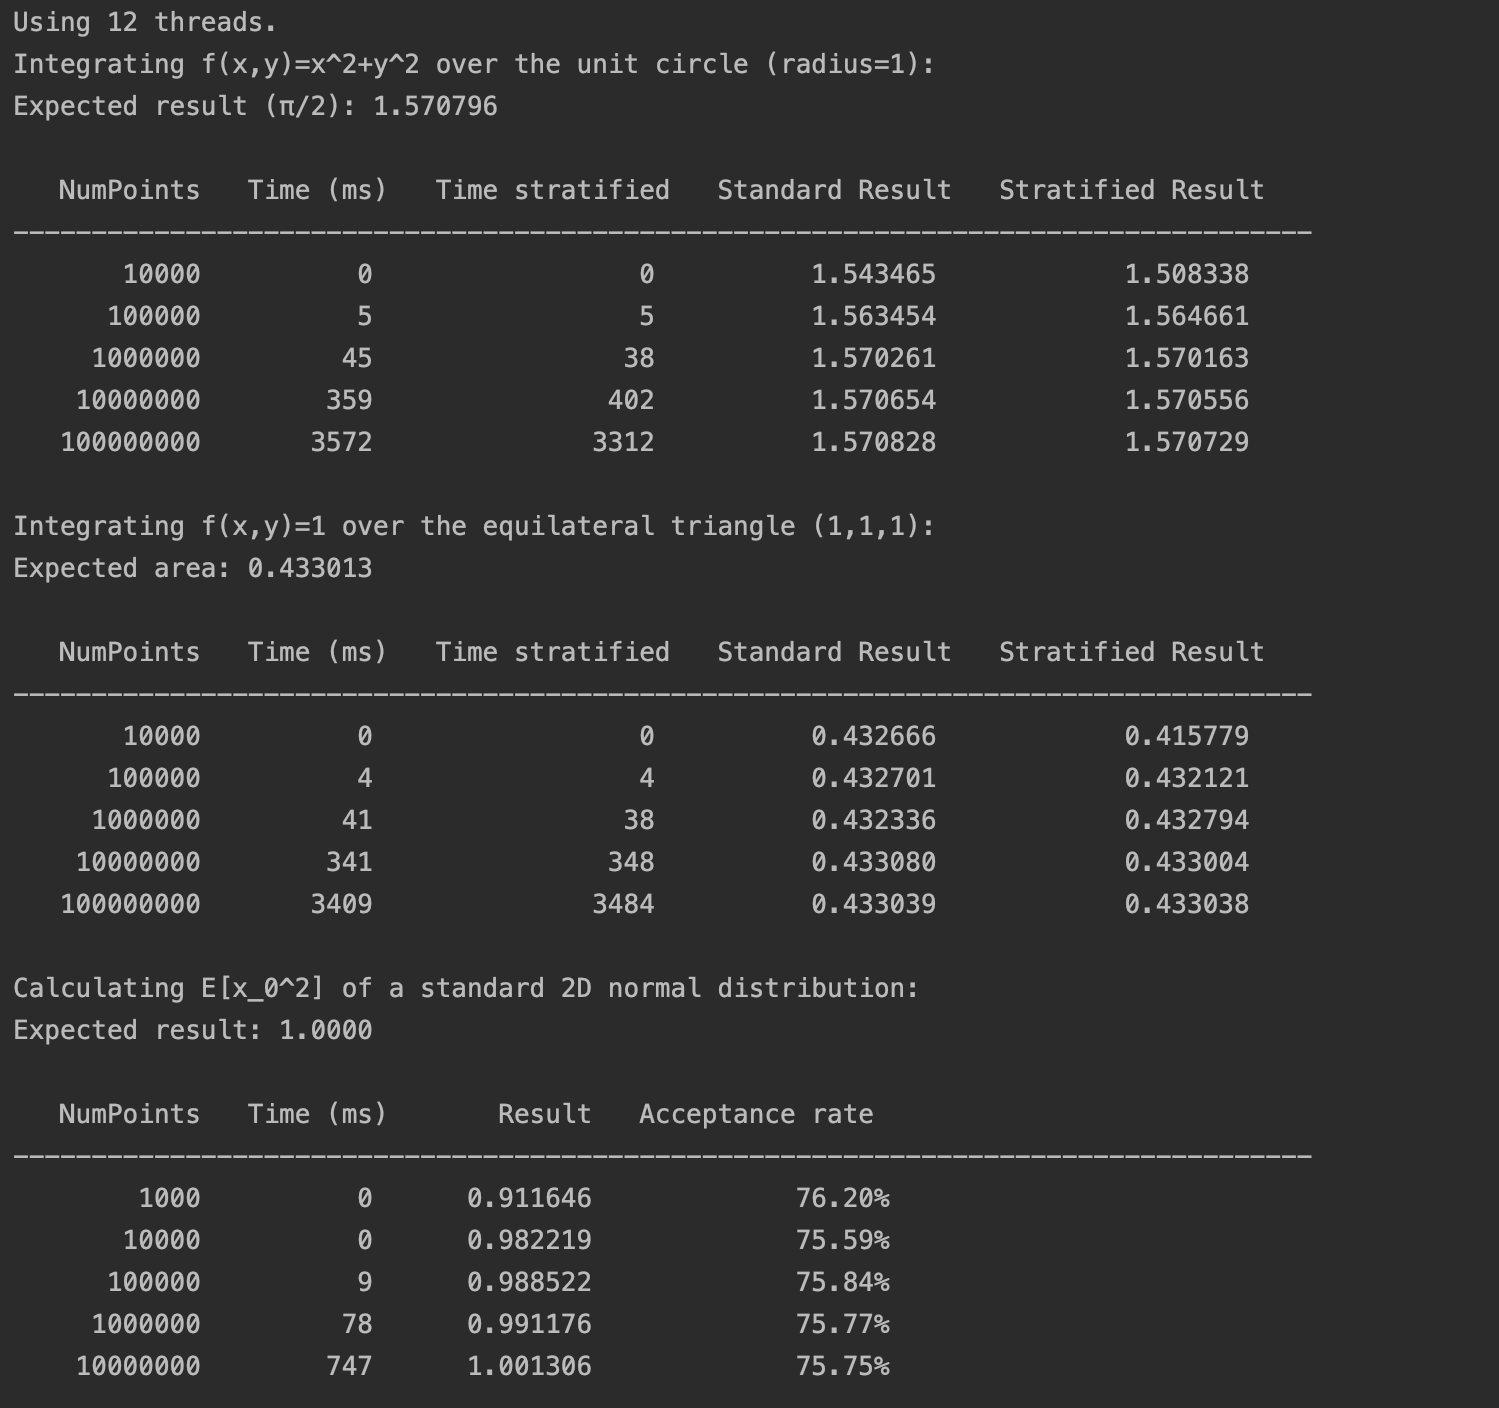 Using 12 threads.
Integrating f(x,y)=x^2+y^2 over the unit circle (radius=1):
Expected result (π/2): 1.570796
NumPoints   Time (ms)   Time stratified   Standard Result   Stratified Result
-----------------------------------------------------------------------------------
10000          0                 0          1.543465            1.508338
100000          5                 5          1.563454            1.564661
1000000         45                38          1.570261            1.570163
10000000        359               402          1.570654            1.570556
100000000       3572              3312          1.570828            1.570729
Integrating f(x,y)=1 over the equilateral triangle (1,1,1):
Expected area: 0.433013
NumPoints   Time (ms)   Time stratified   Standard Result   Stratified Result
-----------------------------------------------------------------------------------
10000          0                 0          0.432666            0.415779
100000          4                 4          0.432701            0.432121
1000000         41                38          0.432336            0.432794
10000000        341               348          0.433080            0.433004
100000000       3409              3484          0.433039            0.433038
Calculating E[x_0^2] of a standard 2D normal distribution:
Expected result: 1.0000
NumPoints   Time (ms)       Result   Acceptance rate
-----------------------------------------------------------------------------------
1000          0      0.911646             76.20%
10000          0      0.982219             75.59%
100000          9      0.988522             75.84%
1000000         78      0.991176             75.77%
10000000        747      1.001306             75.75%